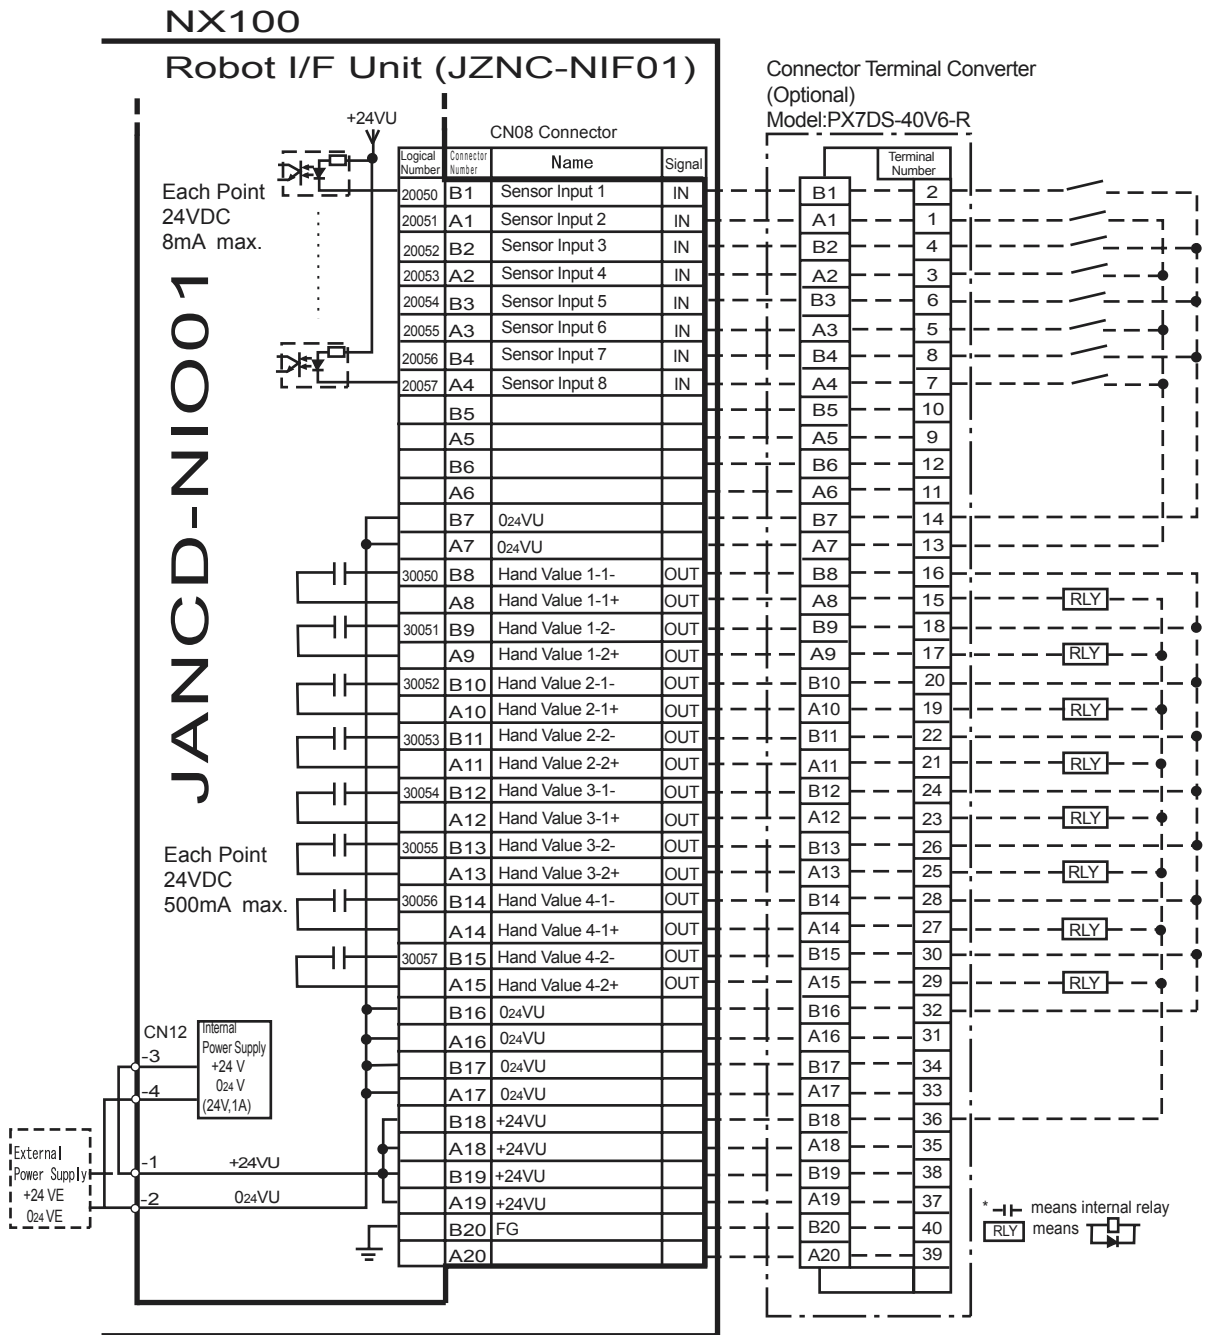 NX100
Robot I/F Unit (JZNC-NIF01)
Connector Terminal Converter
(Optional)
Model:PX7DS-40V6-R
+24VU
CN08 Connector
Logical Number Connector Number Name Signal Terminal Number
Each Point
24VDC
8mA max.
JANCD-NIO01
20050 B1 Sensor Input 1 IN B1 2
20051 A1 Sensor Input 2 IN A1 1
20052 B2 Sensor Input 3 IN B2 4
20053 A2 Sensor Input 4 IN A2 3
20054 B3 Sensor Input 5 IN B3 6
20055 A3 Sensor Input 6 IN A3 5
20056 B4 Sensor Input 7 IN B4 8
20057 A4 Sensor Input 8 IN A4 7
B5 B5 10
A5 A5 9
B6 B6 12
A6 A6 11
B7 024VU B7 14
A7 024VU A7 13
30050 B8 Hand Value 1-1- OUT B8 16
A8 Hand Value 1-1+ OUT A8 15 RLY
30051 B9 Hand Value 1-2- OUT B9 18
A9 Hand Value 1-2+ OUT A9 17 RLY
30052 B10 Hand Value 2-1- OUT B10 20
A10 Hand Value 2-1+ OUT A10 19 RLY
30053 B11 Hand Value 2-2- OUT B11 22
A11 Hand Value 2-2+ OUT A11 21 RLY
30054 B12 Hand Value 3-1- OUT B12 24
A12 Hand Value 3-1+ OUT A12 23 RLY
30055 B13 Hand Value 3-2- OUT B13 26
A13 Hand Value 3-2+ OUT A13 25 RLY
30056 B14 Hand Value 4-1- OUT B14 28
A14 Hand Value 4-1+ OUT A14 27 RLY
30057 B15 Hand Value 4-2- OUT B15 30
A15 Hand Value 4-2+ OUT A15 29 RLY
B16 024VU B16 32
A16 024VU A16 31
B17 024VU B17 34
A17 024VU A17 33
B18 +24VU B18 36
A18 +24VU A18 35
B19 +24VU B19 38
A19 +24VU A19 37
B20 FG B20 40
A20 A20 39
Each Point
24VDC
500mA max.
CN12
Internal
Power Supply
+24 V
024 V
(24V,1A)
-3
-4
-1 +24VU
-2 024VU
External
Power Supply
+24 VE
024 VE
* means internal relay
RLY means